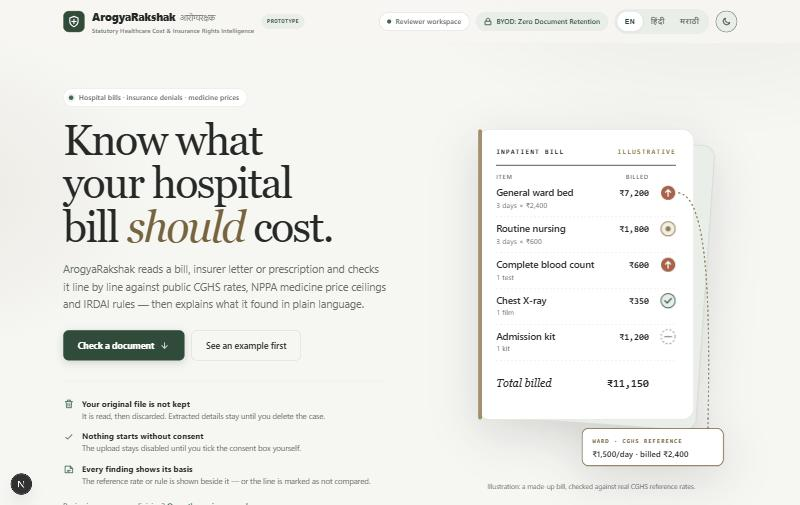 ArogyaRakshak आरोग्यरक्षक
Statutory Healthcare Cost & Insurance Rights Intelligence
PROTOTYPE
Reviewer workspace
BYOD: Zero Document Retention
EN
हिंदी
मराठी
Hospital bills · insurance denials · medicine prices
Know what
your hospital
bill should cost.
ArogyaRakshak reads a bill, insurer letter or prescription and checks
it line by line against public CGHS rates, NPPA medicine price ceilings
and IRDAI rules — then explains what it found in plain language.
Check a document ↓
See an example first
Your original file is not kept
It is read, then discarded. Extracted details stay until you delete the case.
Nothing starts without consent
The upload stays disabled until you tick the consent box yourself.
Every finding shows its basis
The reference rate or rule is shown beside it — or the line is marked as not compared.
INPATIENT BILL
ILLUSTRATIVE
ITEM
BILLED
General ward bed
₹7,200
3 days × ₹2,400
Routine nursing
₹1,800
3 days × ₹600
Complete blood count
₹600
1 test
Chest X-ray
₹350
1 film
Admission kit
₹1,200
1 kit
Total billed
₹11,150
WARD · CGHS REFERENCE
₹1,500/day · billed ₹2,400
Illustration: a made-up bill, checked against real CGHS reference rates.
N